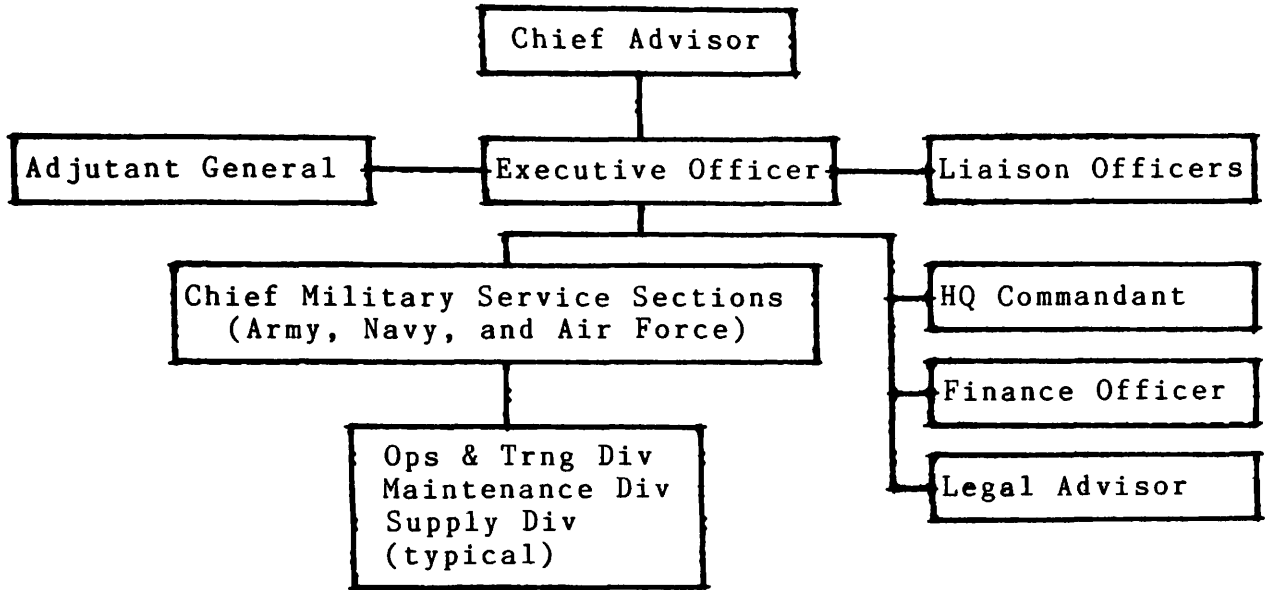 Chief Advisor
Adjutant General
Executive Officer
Liaison Officers
Chief Military Service Sections
(Army, Navy, and Air Force)
HQ Commandant
Finance Officer
Legal Advisor
Ops & Trng Div
Maintenance Div
Supply Div
(typical)